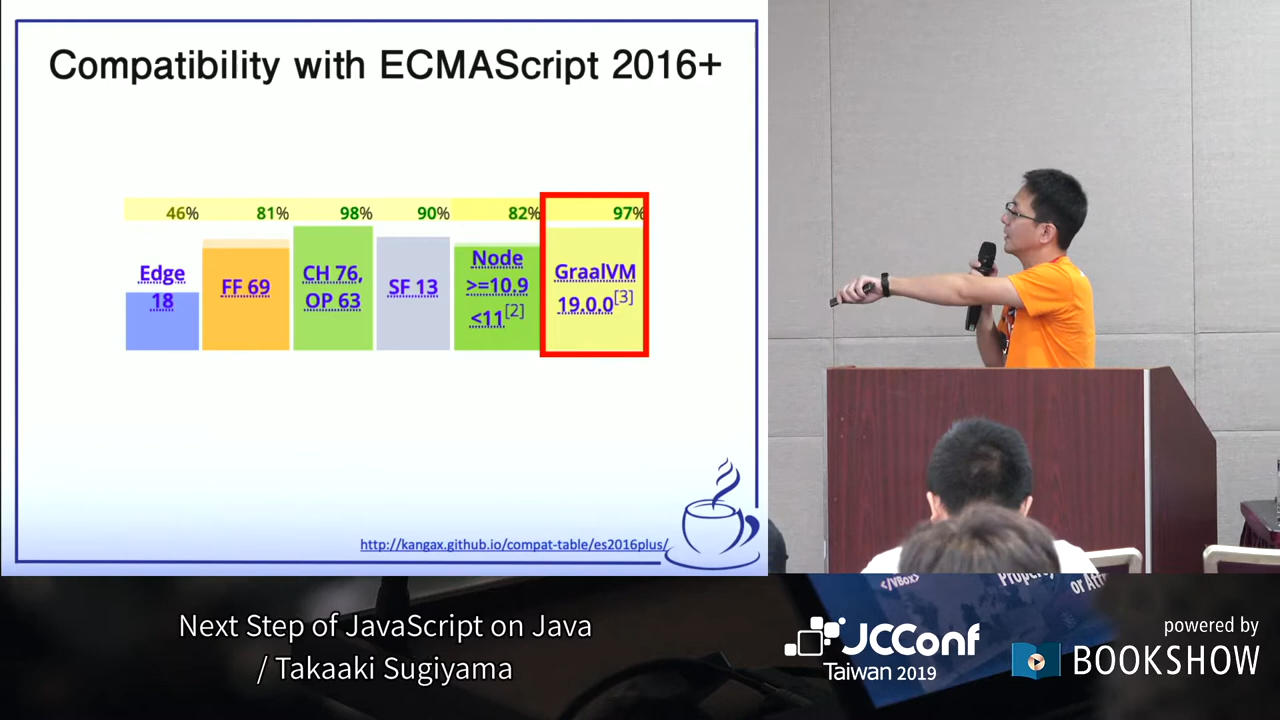 Compatibility with ECMAScript 2016+
46% 81% 98% 90% 82% 97%
Edge 18
FF 69
CH 76, OP 63
SF 13
Node >=10.9 <11[2]
GraalVM 19.0.0[3]
http://kangax.github.io/compat-table/es2016plus/
</VBox>
Next Step of JavaScript on Java
/ Takaaki Sugiyama
JCConf
Taiwan 2019
powered by
BOOKSHOW